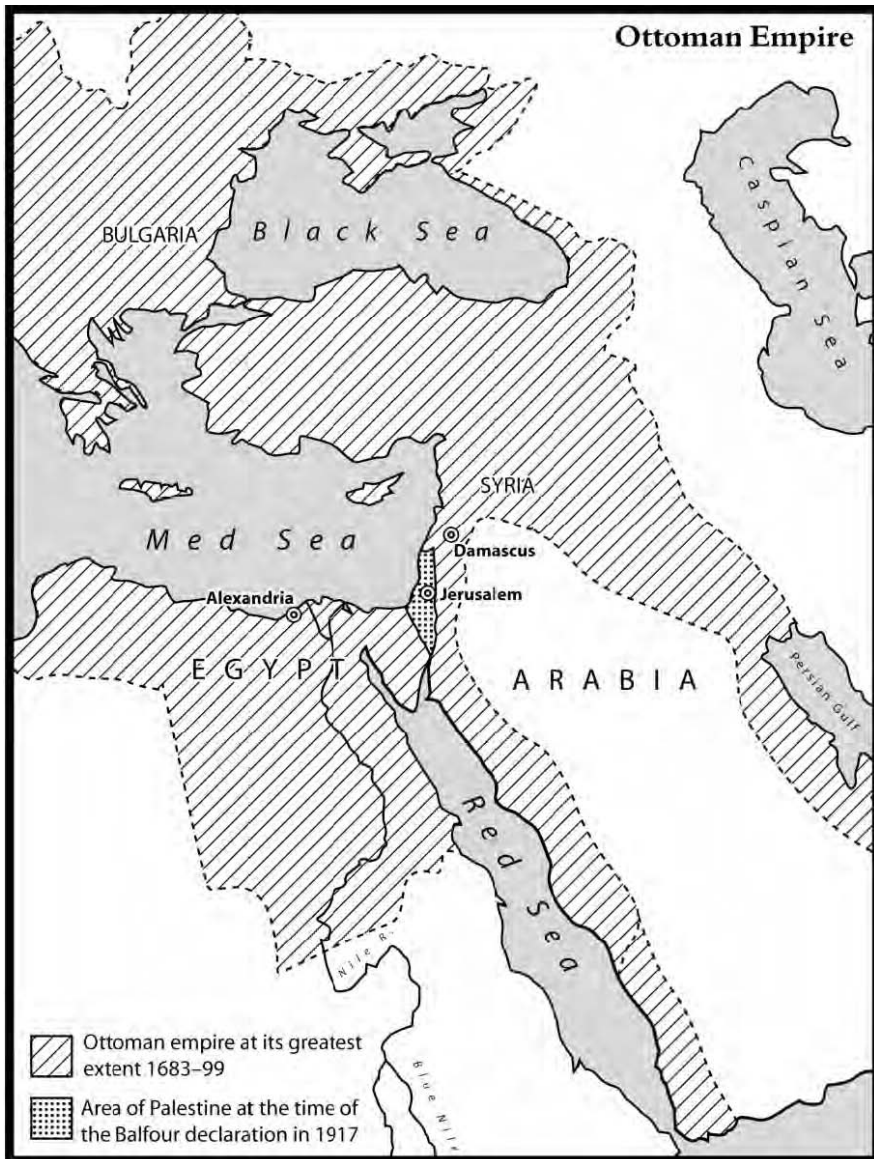 Ottoman Empire
Caspian Sea
BULGARIA
Black Sea
SYRIA
Med Sea
Damascus
Alexandria
Jerusalem
EGYPT
ARABIA
Persian Gulf
Red Sea
Nile R.
Blue Nile
Ottoman empire at its greatest
extent 1683–99
Area of Palestine at the time of
the Balfour declaration in 1917